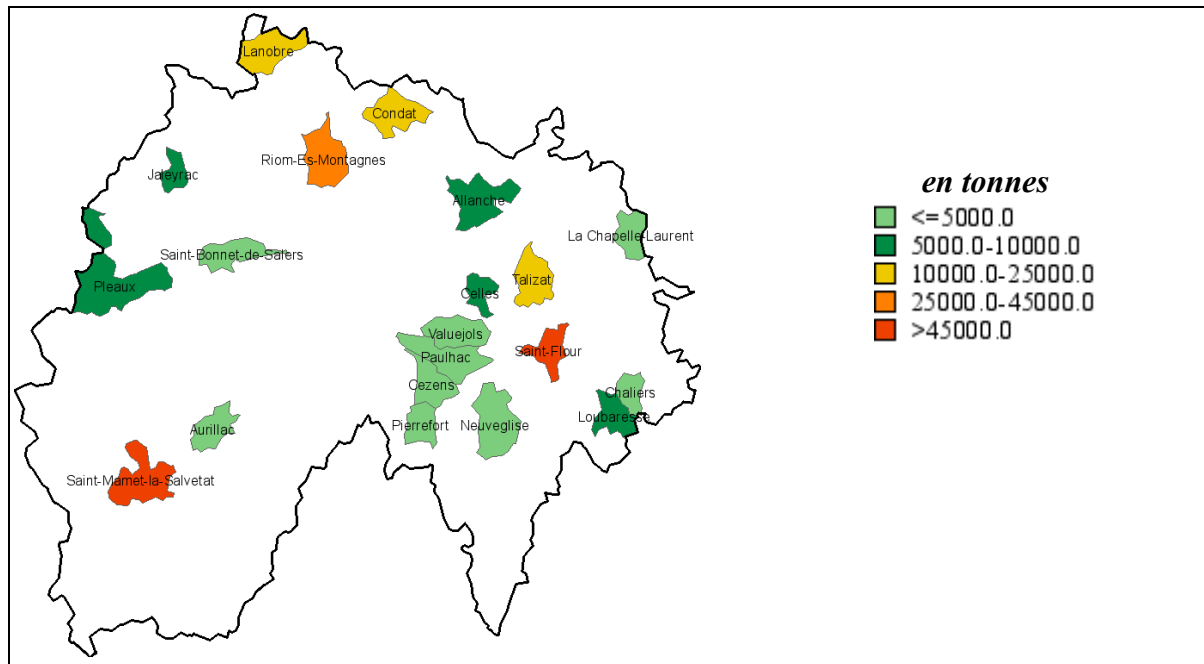 Lanobre
Condat
Riom-Es-Montagnes
Jaleyrac
Allanche
La Chapelle-Laurent
Saint-Bonnet-de-Salers
Pleaux
Celles
Talizat
Valuejols
Saint-Flour
Paulhac
Cezens
Chaliers
Loubaresse
Pierrefort
Neuveglise
Aurillac
Saint-Mamet-la-Salvetat
en tonnes
<=5000.0
5000.0-10000.0
10000.0-25000.0
25000.0-45000.0
>45000.0